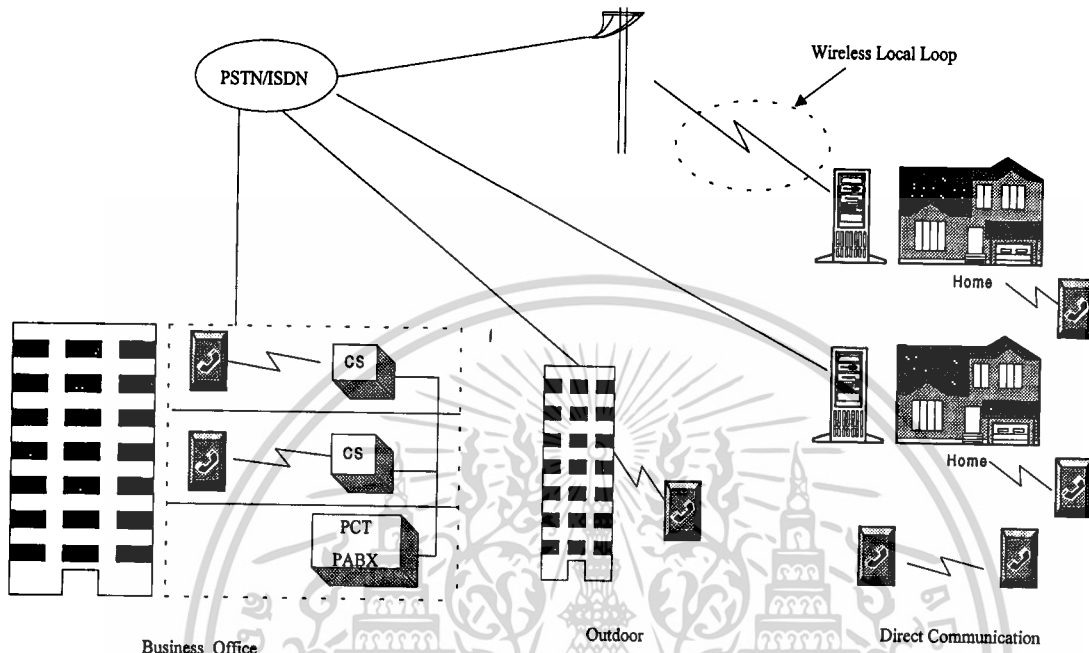 PSTN/ISDN
Wireless Local Loop
Home
CS
CS
Home
PCT
PABX
Business Office
Outdoor
Direct Communication